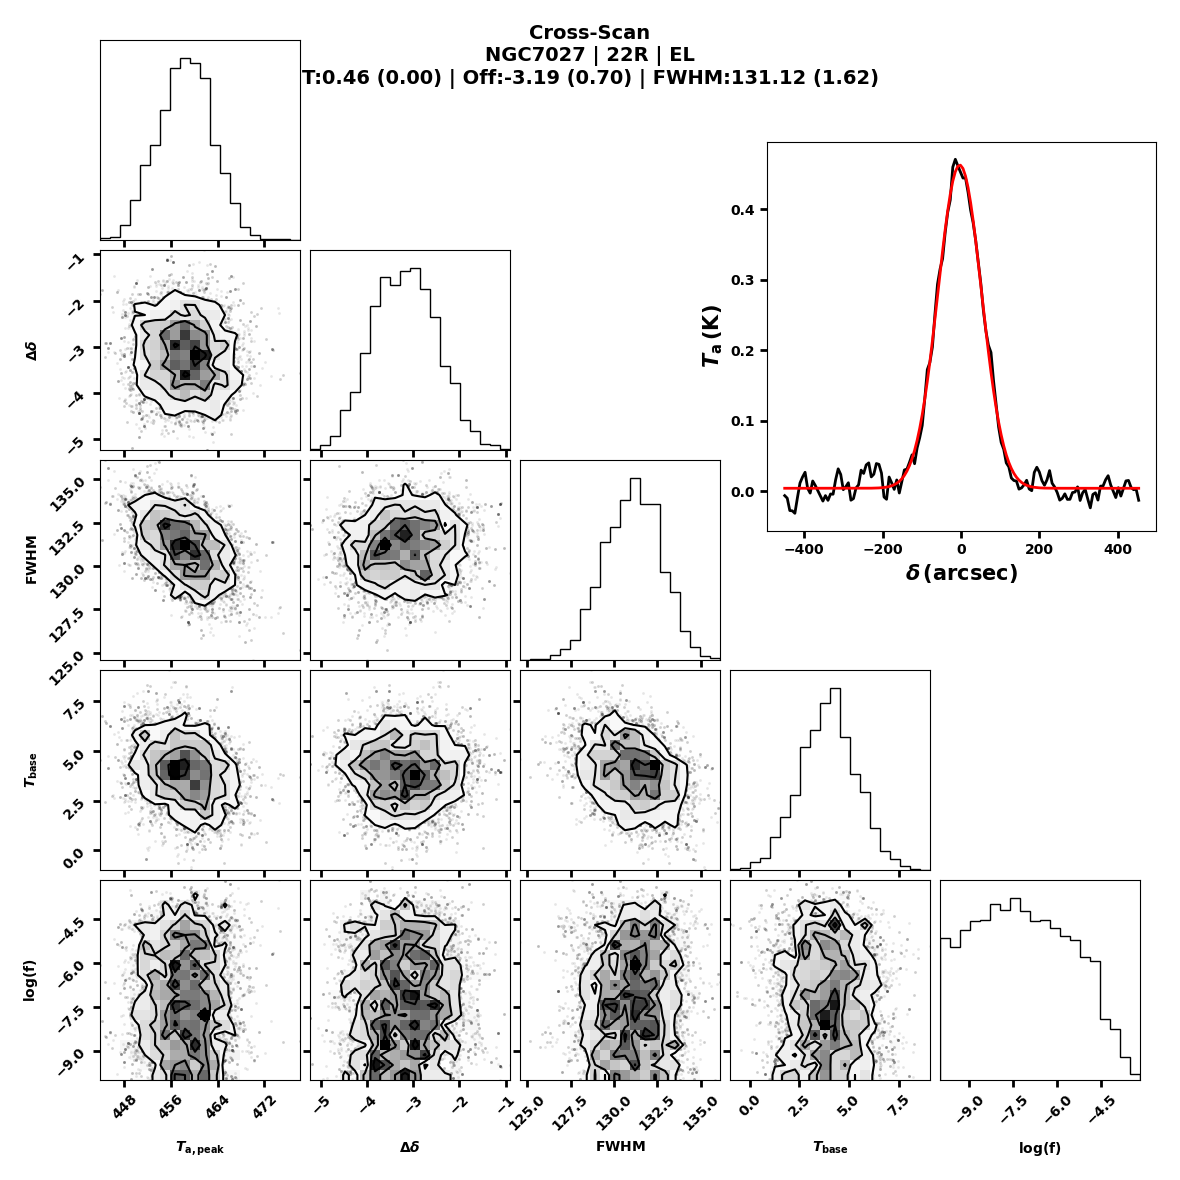 Cross-Scan
NGC7027 | 22R | EL
T:0.46 (0.00) | Off:-3.19 (0.70) | FWHM:131.12 (1.62)
T_a (K)
0.4
0.3
0.2
0.1
0.0
−400 −200 0 200 400
δ (arcsec)
Δδ
−1
−2
−3
−4
−5
FWHM
135.0
132.5
130.0
127.5
125.0
T_base
7.5
5.0
2.5
0.0
log(f)
−4.5
−6.0
−7.5
−9.0
448 456 464 472
−5 −4 −3 −2 −1
125.0 127.5 130.0 132.5 135.0
0.0 2.5 5.0 7.5
−9.0 −7.5 −6.0 −4.5
T_a,peak Δδ FWHM T_base log(f)